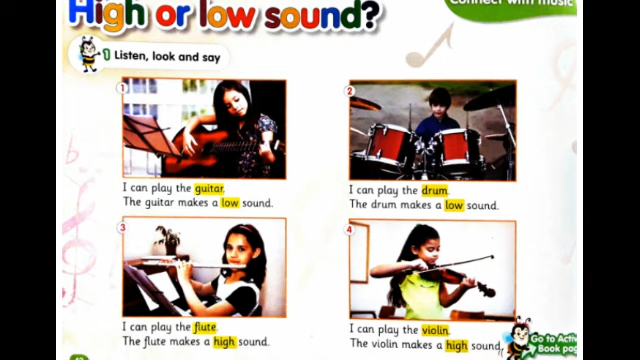 High or low sound?
Connect with music
1 Listen, look and say
1
2
I can play the guitar.
The guitar makes a low sound.
I can play the drum.
The drum makes a low sound.
3
4
I can play the flute.
The flute makes a high sound.
I can play the violin.
The violin makes a high sound,
Go to Activ
Book pag